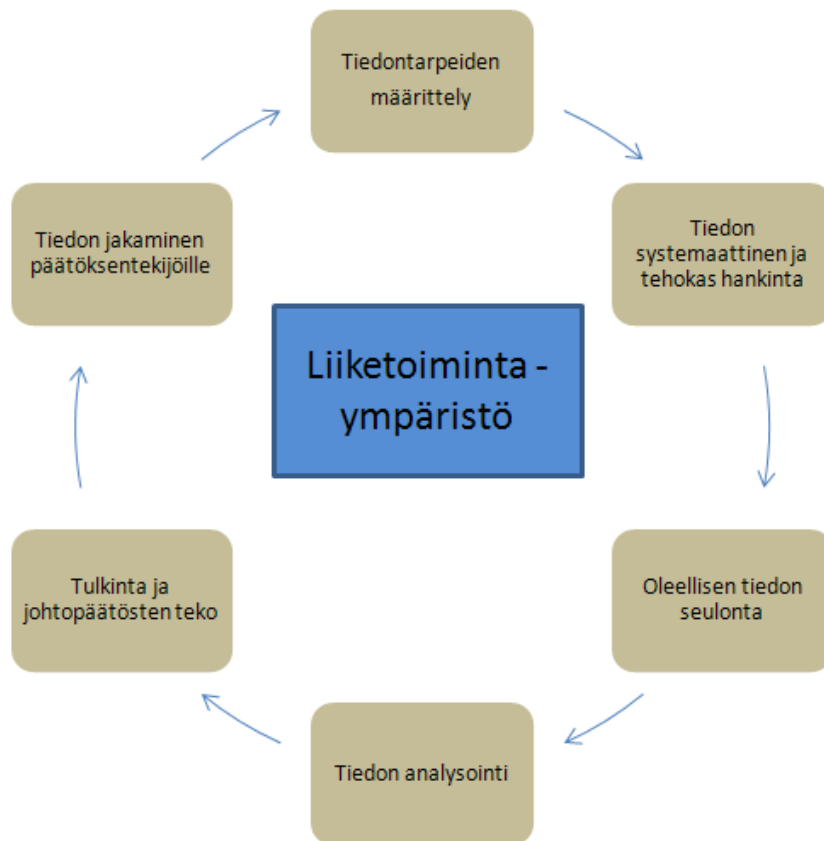 Tiedontarpeiden
määrittely
Tiedon
systemaattinen ja
tehokas hankinta
Oleellisen tiedon
seulonta
Tiedon analysointi
Tulkinta ja
johtopäätösten teko
Tiedon jakaminen
päätöksentekijöille
Liiketoiminta -
ympäristö